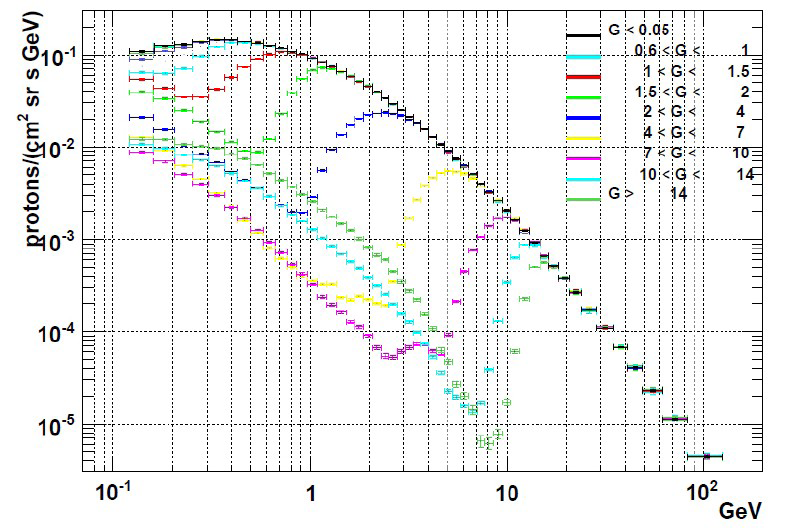 protons/(cm² sr s GeV)
10⁻¹
10⁻²
10⁻³
10⁻⁴
10⁻⁵
G < 0.05
0.6 < G < 1
1 < G < 1.5
1.5 < G < 2
2 < G < 4
4 < G < 7
7 < G < 10
10 < G < 14
G > 14
10⁻¹ 1 10 10²
GeV